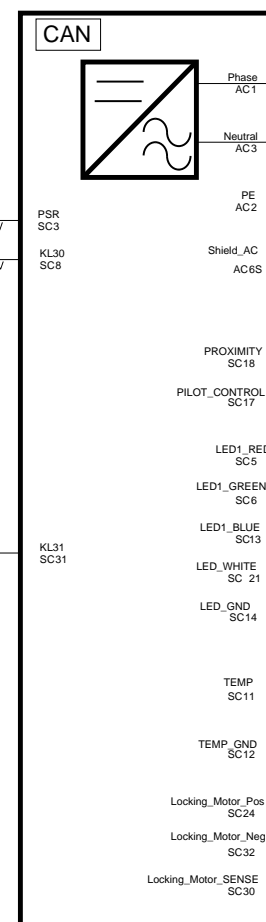 CAN
Phase
AC1
Neutral
AC3
PE
AC2
PSR
SC3
Shield_AC
KL30
SC8
AC6S
PROXIMITY
SC18
PILOT_CONTROL
SC17
LED1_RED
SC5
LED1_GREEN
SC6
LED1_BLUE
SC13
KL31
SC31
LED_WHITE
SC 21
LED_GND
SC14
TEMP
SC11
TEMP_GND
SC12
Locking_Motor_Pos
SC24
Locking_Motor_Neg
SC32
Locking_Motor_SENSE
SC30